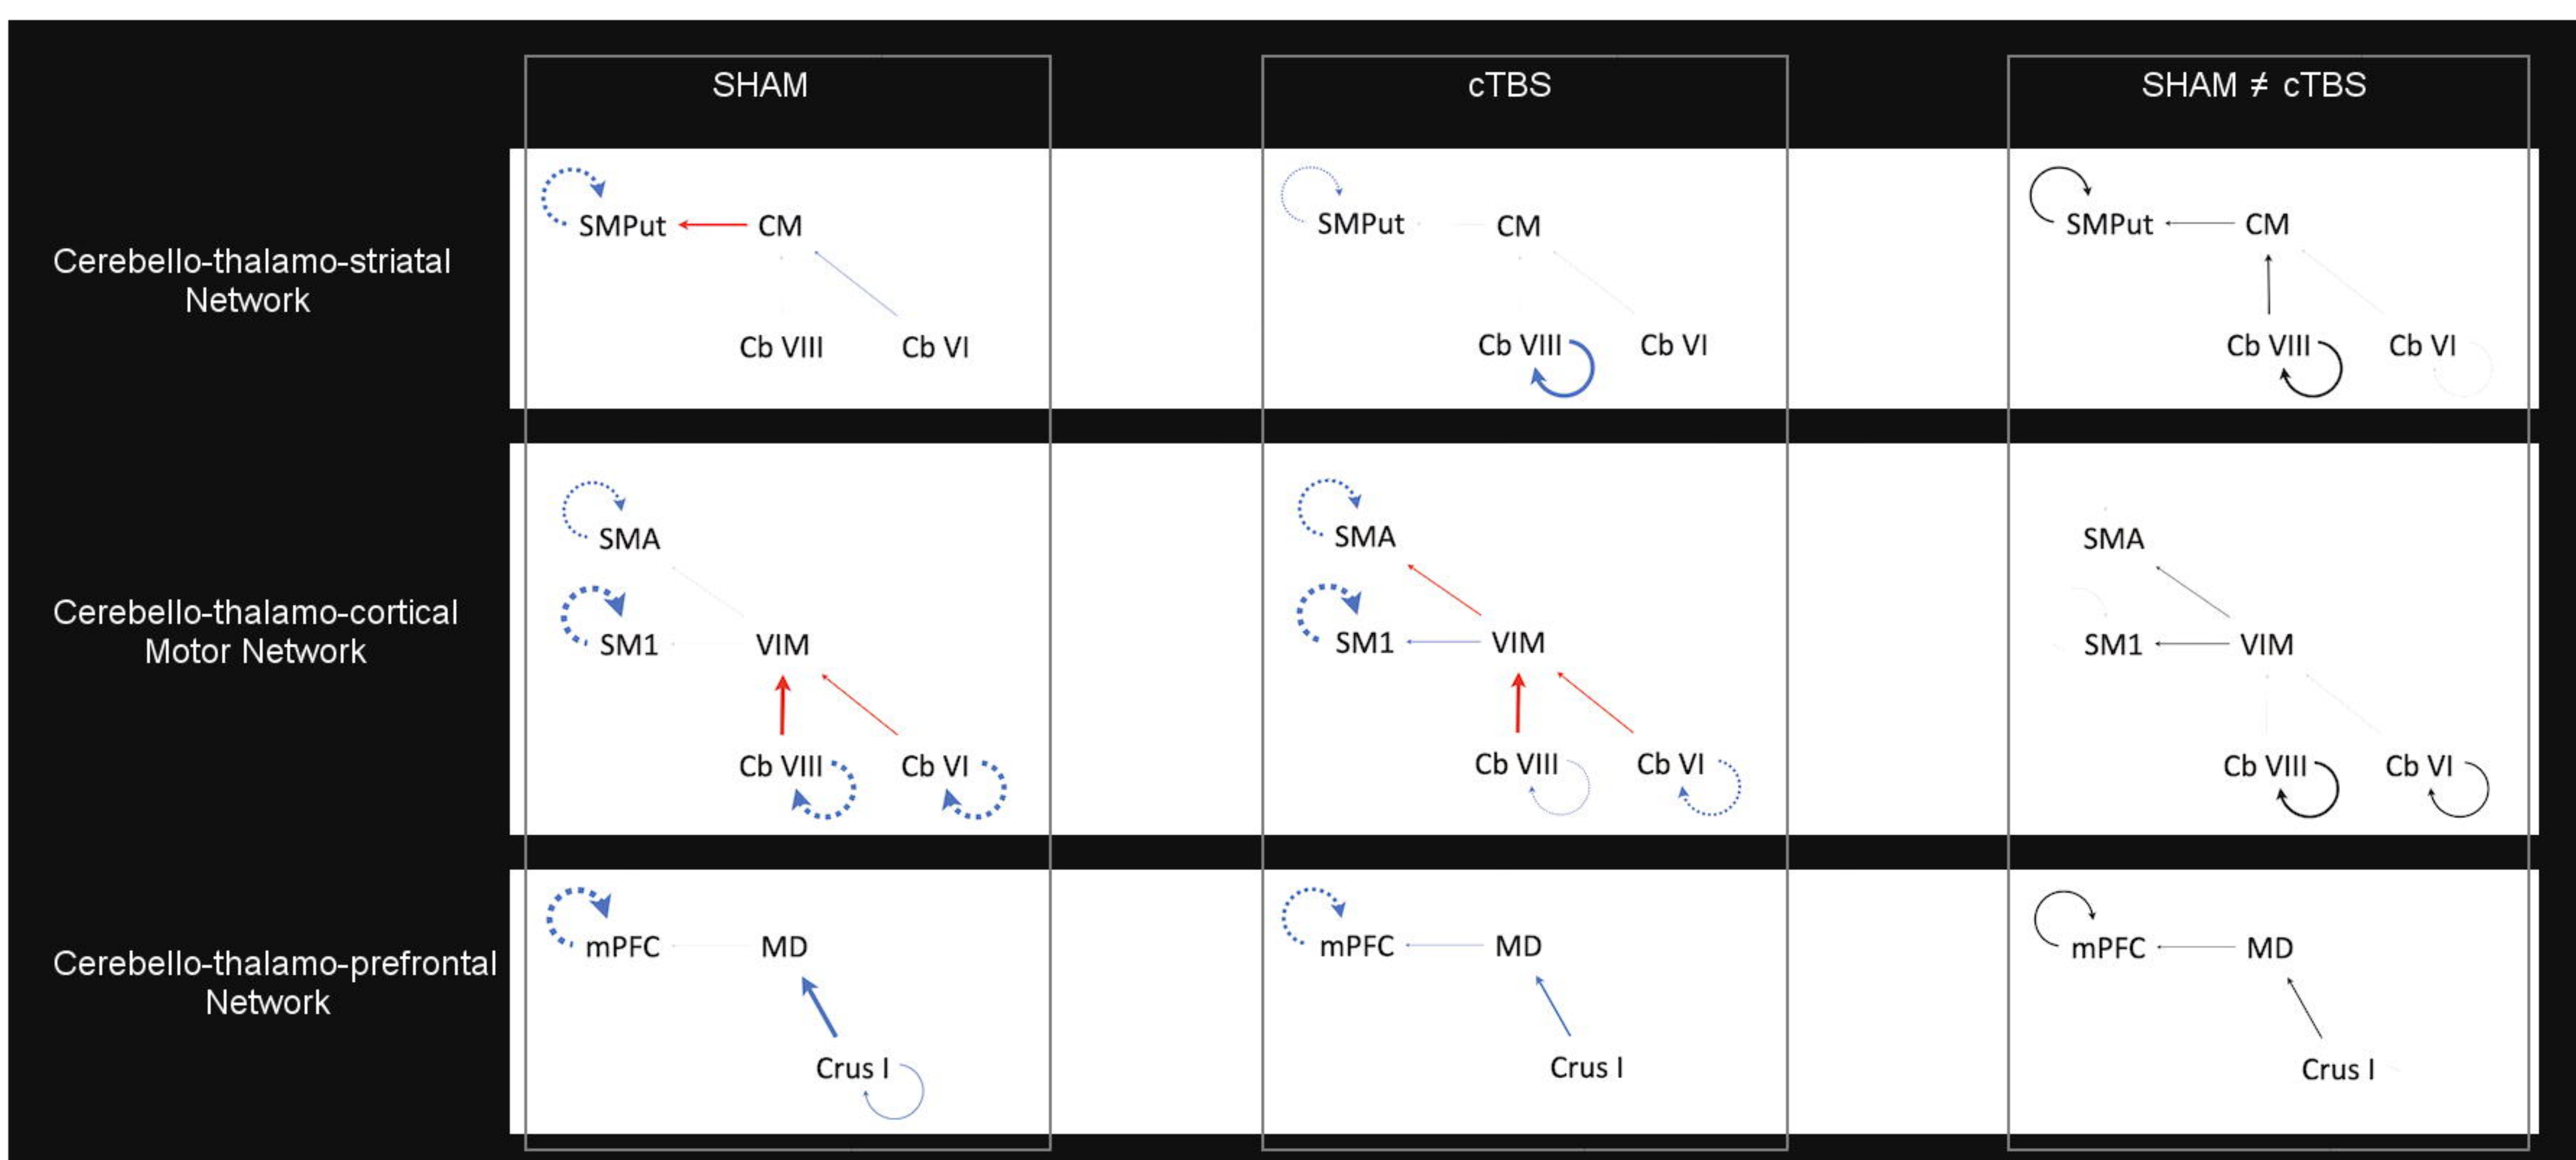 SHAM
cTBS
SHAM ≠ cTBS
Cerebello-thalamo-striatal
Network
SMPut
CM
Cb VIII
Cb VI
SMPut
CM
Cb VIII
Cb VI
SMPut
CM
Cb VIII
Cb VI
Cerebello-thalamo-cortical
Motor Network
SMA
SM1
VIM
Cb VIII
Cb VI
SMA
SM1
VIM
Cb VIII
Cb VI
SMA
SM1
VIM
Cb VIII
Cb VI
Cerebello-thalamo-prefrontal
Network
mPFC
MD
Crus I
mPFC
MD
Crus I
mPFC
MD
Crus I